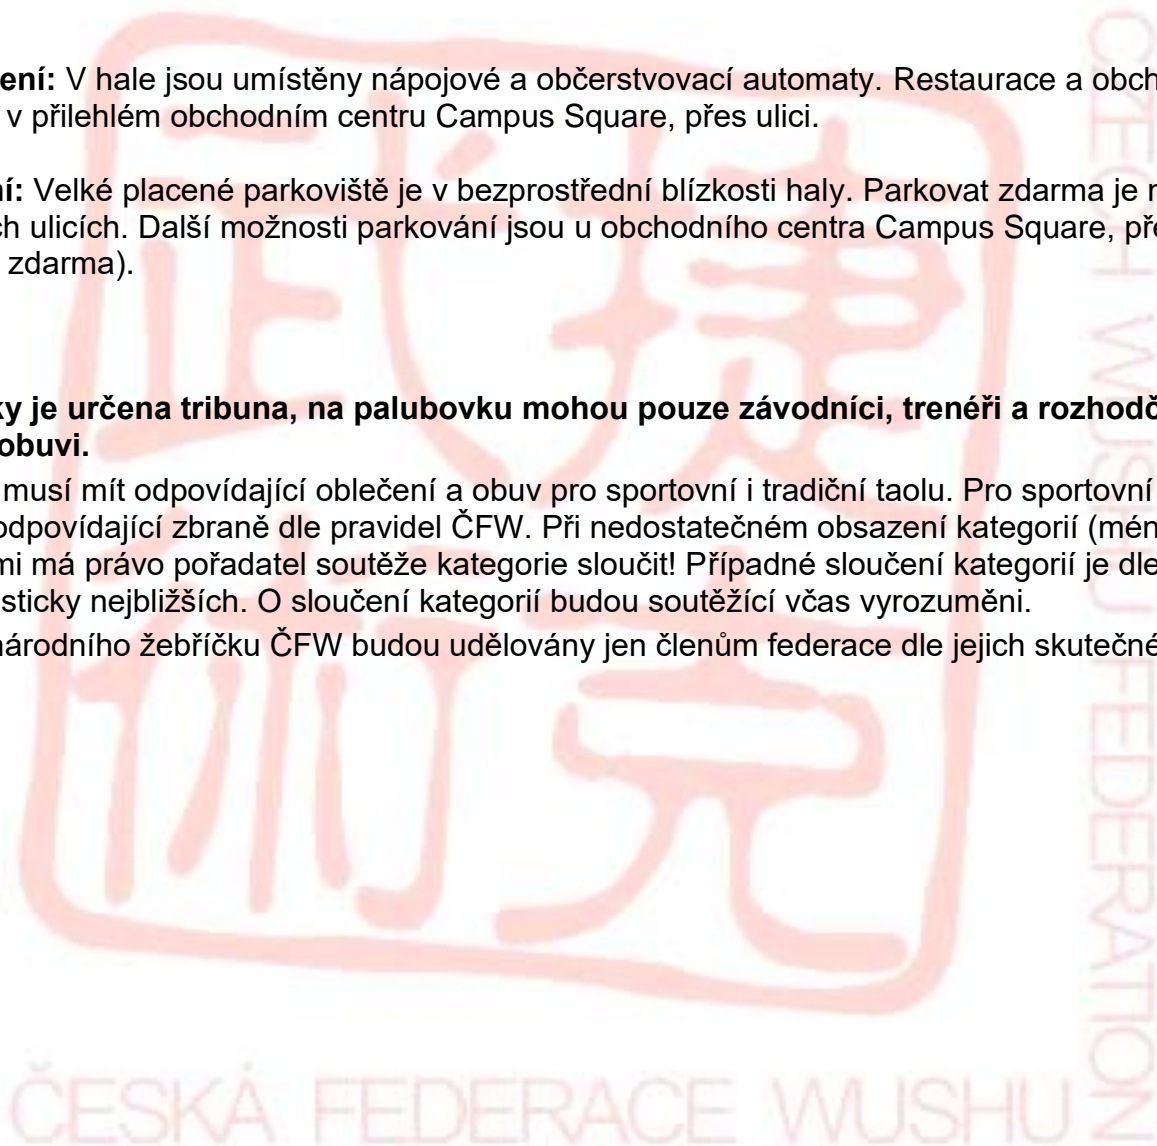 ení: V hale jsou umístěny nápojové a občerstvovací automaty. Restaurace a obch
v přilehlém obchodním centru Campus Square, přes ulici.
ní: Velké placené parkoviště je v bezprostřední blízkosti haly. Parkovat zdarma je
ch ulicích. Další možnosti parkování jsou u obchodního centra Campus Square, pře
zdarma).
ky je určena tribuna, na palubovku mohou pouze závodníci, trenéři a rozhodč
obuvi.
musí mít odpovídající oblečení a obuv pro sportovní i tradiční taolu. Pro sportovní
odpovídající zbraně dle pravidel ČFW. Při nedostatečném obsazení kategorií (mén
mi má právo pořadatel soutěže kategorie sloučit! Případné sloučení kategorií je dle
isticky nejbližších. O sloučení kategorií budou soutěžící včas vyrozuměni.
národního žebříčku ČFW budou udělovány jen členům federace dle jejich skutečné
武捷
術克
ČESKÁ FEDERACE WUSHU
CZECH WUSHU FEDERATION